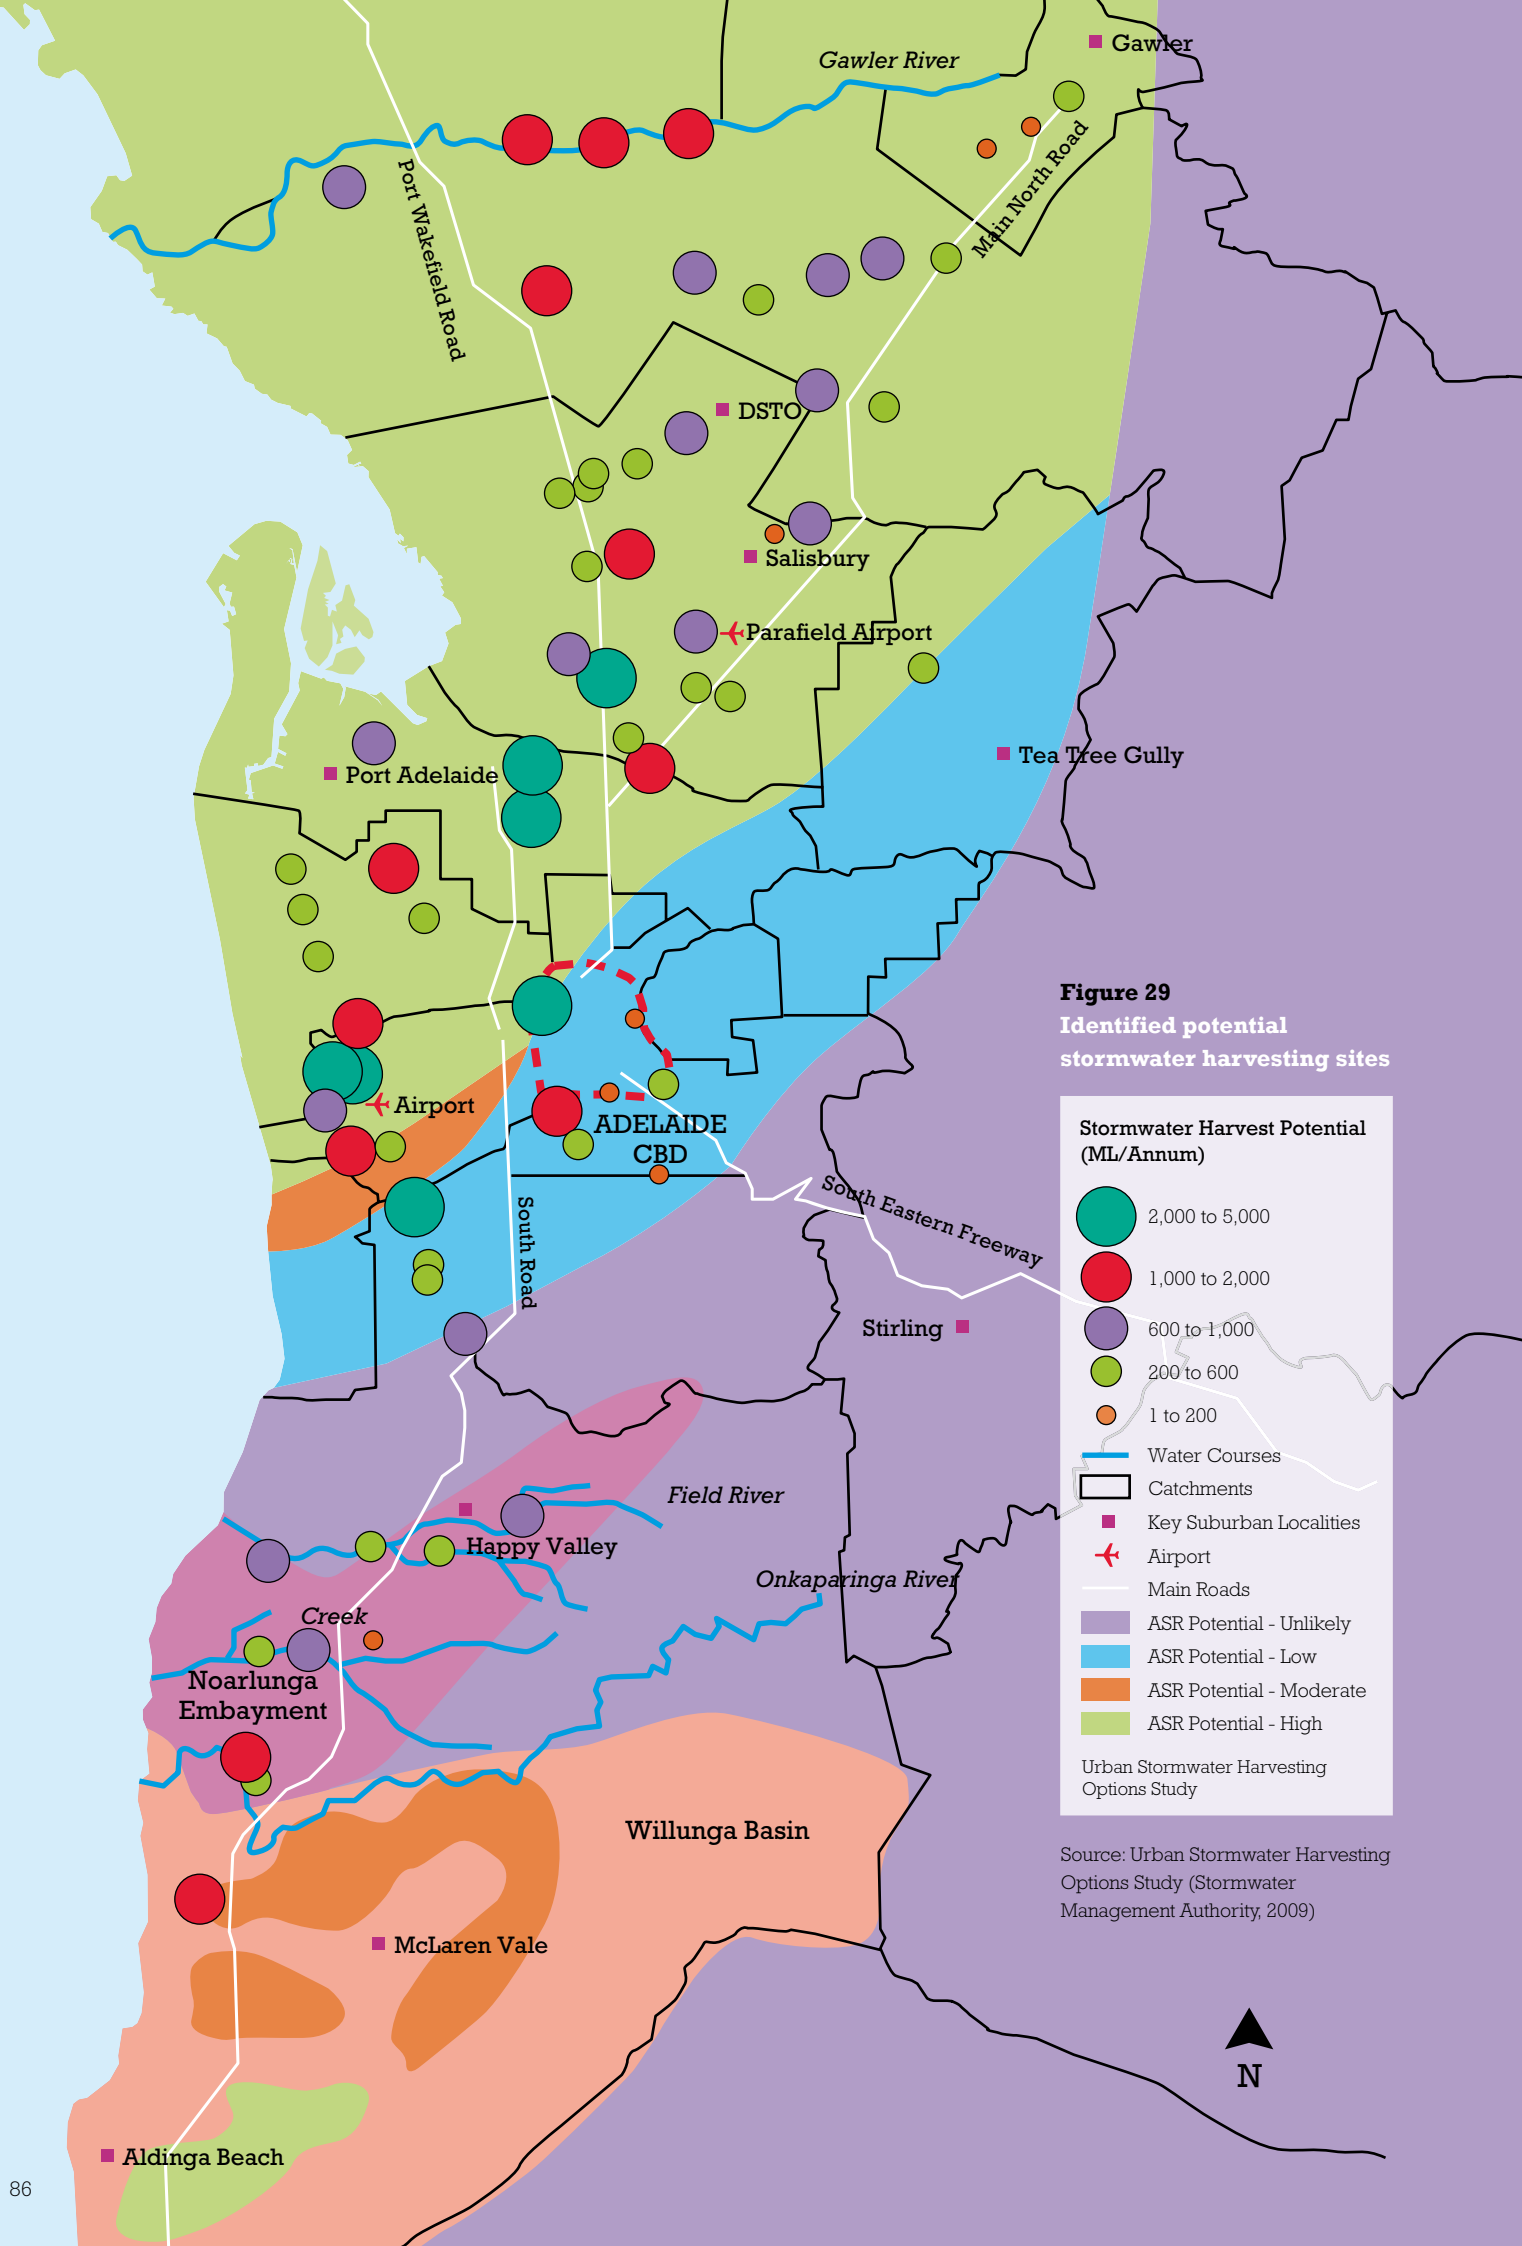 Gawler
Gawler River
Main North Road
Port Wakefield Road
DSTO
Salisbury
Parafield Airport
Tea Tree Gully
Port Adelaide
Figure 29
Identified potential
stormwater harvesting sites
Airport
ADELAIDE
CBD
South Road
South Eastern Freeway
Stirling
Stormwater Harvest Potential
(ML/Annum)
2,000 to 5,000
1,000 to 2,000
600 to 1,000
200 to 600
1 to 200
Water Courses
Catchments
Key Suburban Localities
Airport
Main Roads
ASR Potential - Unlikely
ASR Potential - Low
ASR Potential - Moderate
ASR Potential - High
Urban Stormwater Harvesting
Options Study
Field River
Happy Valley
Onkaparinga River
Creek
Noarlunga
Embayment
Willunga Basin
Source: Urban Stormwater Harvesting
Options Study (Stormwater
Management Authority, 2009)
McLaren Vale
N
Aldinga Beach
86